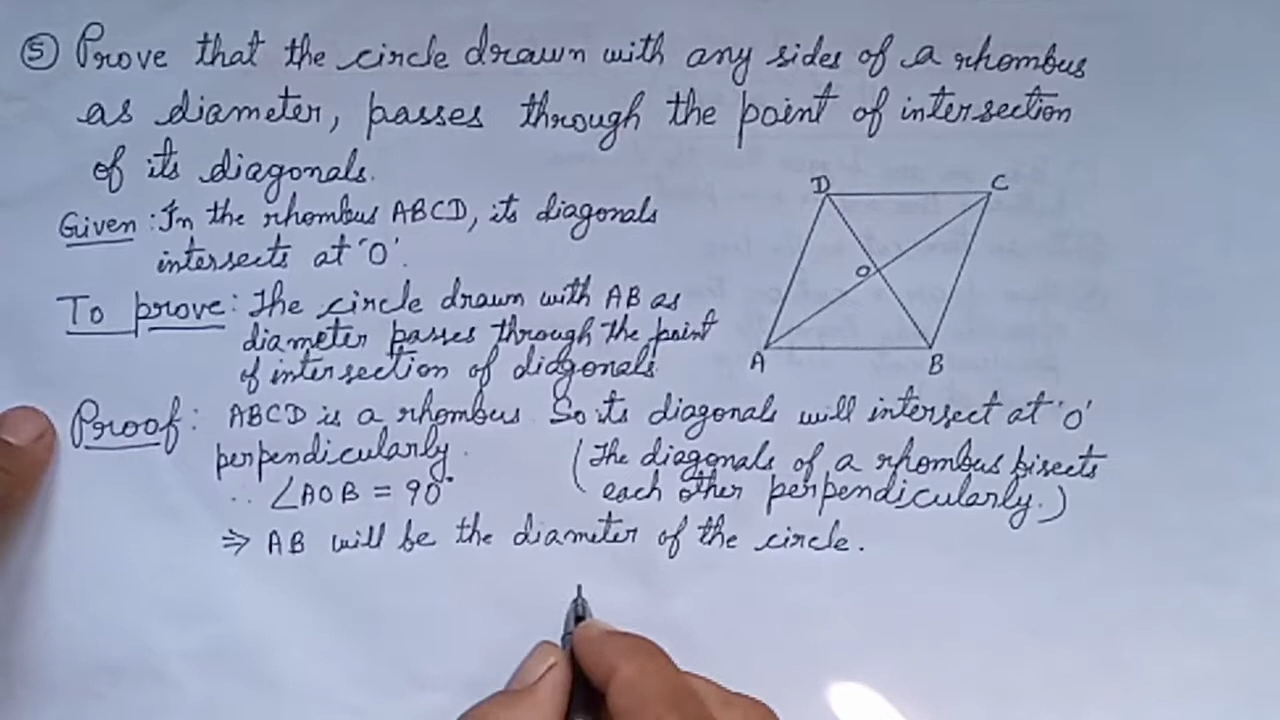 ⑤ Prove that the circle drawn with any sides of a rhombus
as diameter, passes through the point of intersection
of its diagonals.
Given : In the rhombus ABCD, its diagonals
intersects at 'O'.
To prove : The circle drawn with AB as
diameter passes through the point
of intersection of diagonals
D C
O
A B
Proof : ABCD is a rhombus. So its diagonals will intersect at 'O'
perpendicularly. (The diagonals of a rhombus bisects
each other perpendicularly.)
∴ ∠AOB = 90°
⇒ AB will be the diameter of the circle.